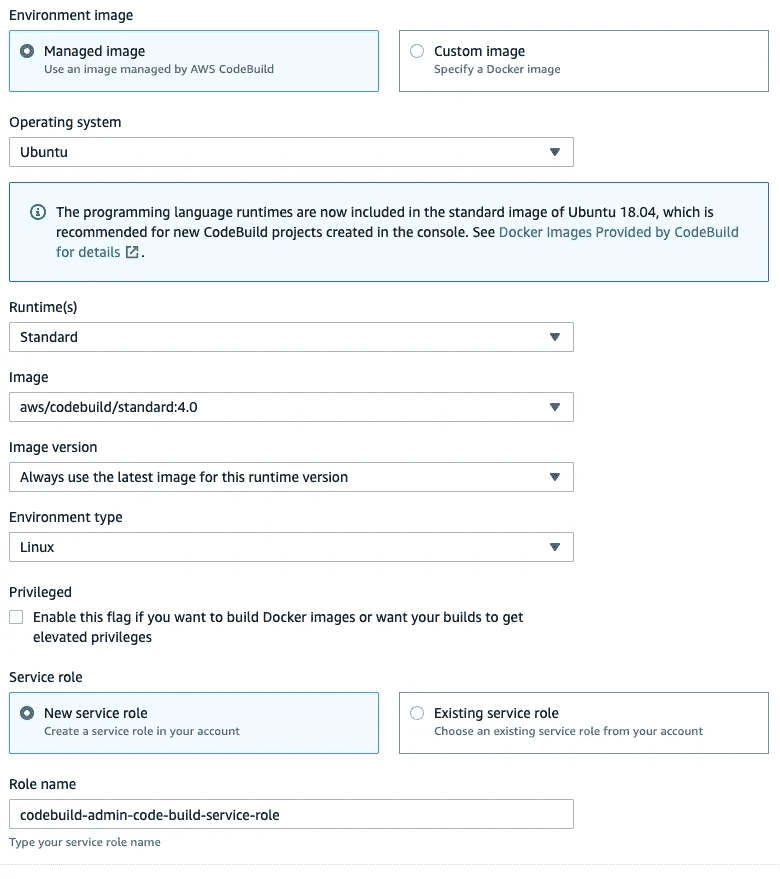 Environment image
Managed image
Use an image managed by AWS CodeBuild
Custom image
Specify a Docker image
Operating system
Ubuntu
The programming language runtimes are now included in the standard image of Ubuntu 18.04, which is
recommended for new CodeBuild projects created in the console. See Docker Images Provided by CodeBuild
for details.
Runtime(s)
Standard
Image
aws/codebuild/standard:4.0
Image version
Always use the latest image for this runtime version
Environment type
Linux
Privileged
Enable this flag if you want to build Docker images or want your builds to get
elevated privileges
Service role
New service role
Create a service role in your account
Existing service role
Choose an existing service role from your account
Role name
codebuild-admin-code-build-service-role
Type your service role name